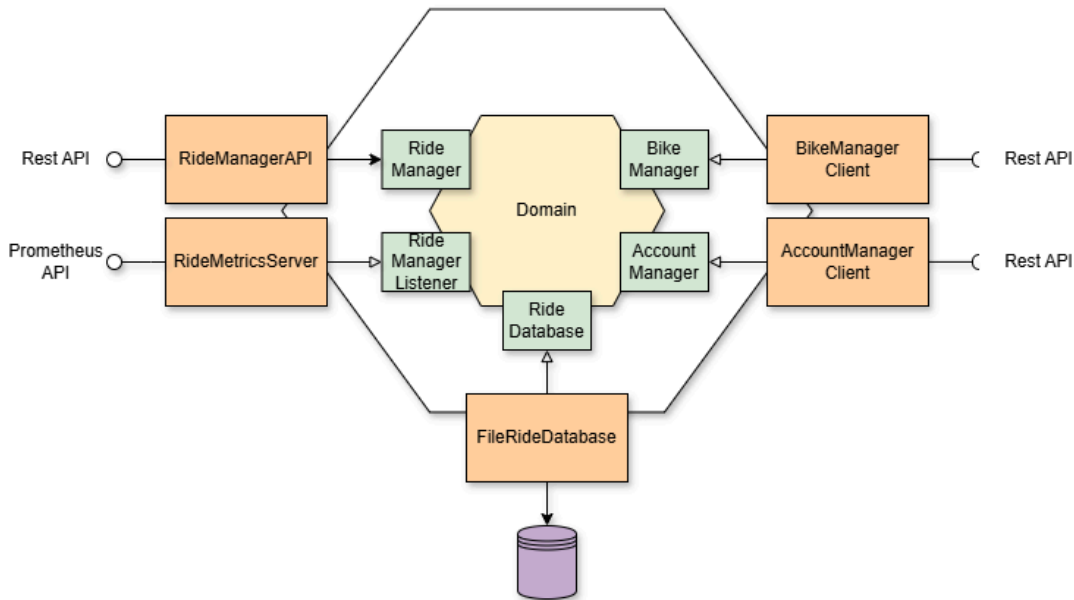 Rest API
RideManagerAPI
Ride
Manager
Bike
Manager
BikeManager
Client
Rest API
Domain
Prometheus
API
RideMetricsServer
Ride
Manager
Listener
Account
Manager
AccountManager
Client
Rest API
Ride
Database
FileRideDatabase